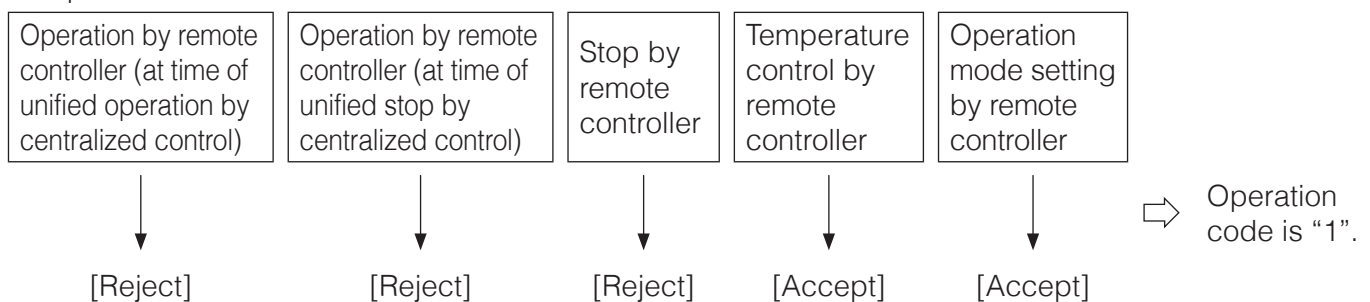 Operation by remote
controller (at time of
unified operation by
centralized control)
Operation by remote
controller (at time of
unified stop by
centralized control)
Stop by
remote
controller
Temperature
control by
remote
controller
Operation
mode setting
by remote
controller
[Reject]
[Reject]
[Reject]
[Accept]
[Accept]
Operation
code is “1”.